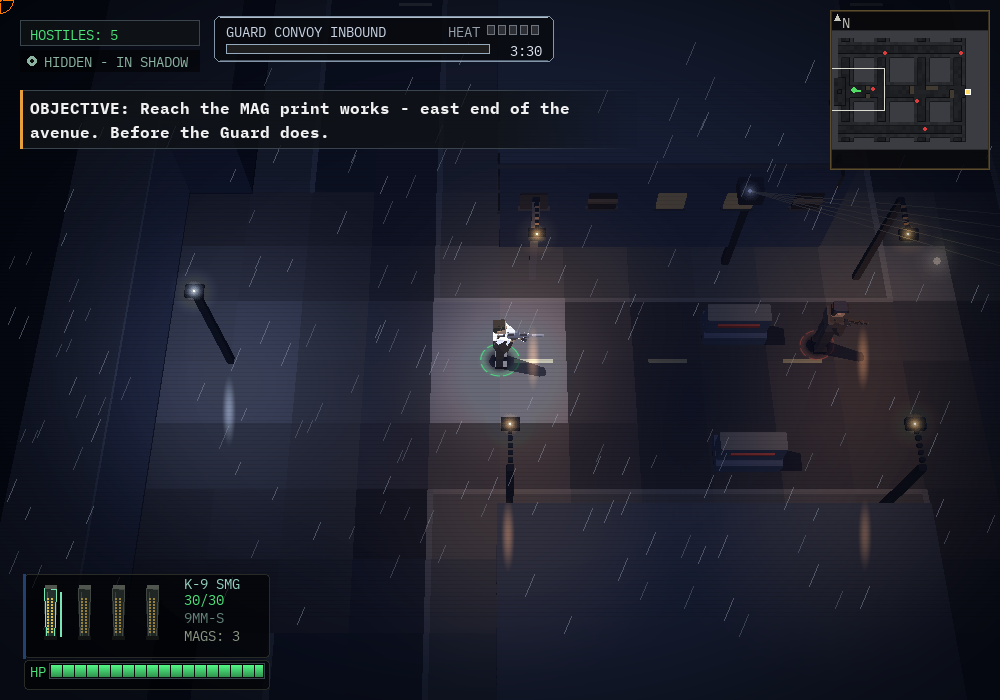 HOSTILES: 5
GUARD CONVOY INBOUND
HEAT
3:30
HIDDEN - IN SHADOW
OBJECTIVE: Reach the MAG print works - east end of the
avenue. Before the Guard does.
N
K-9 SMG
30/30
9MM-S
MAGS: 3
HP